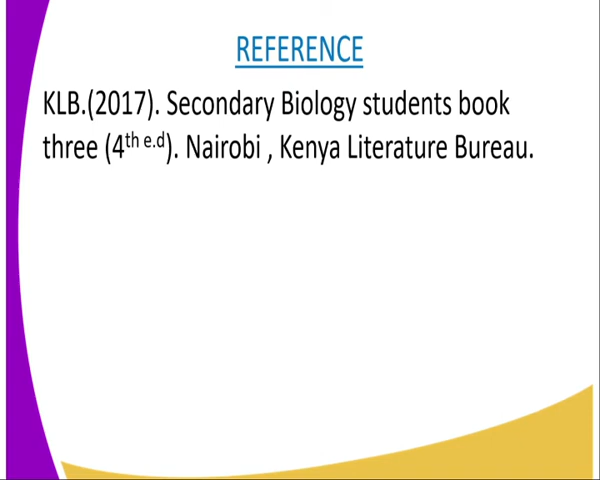 REFERENCE
KLB.(2017). Secondary Biology students book
three (4th e.d). Nairobi , Kenya Literature Bureau.